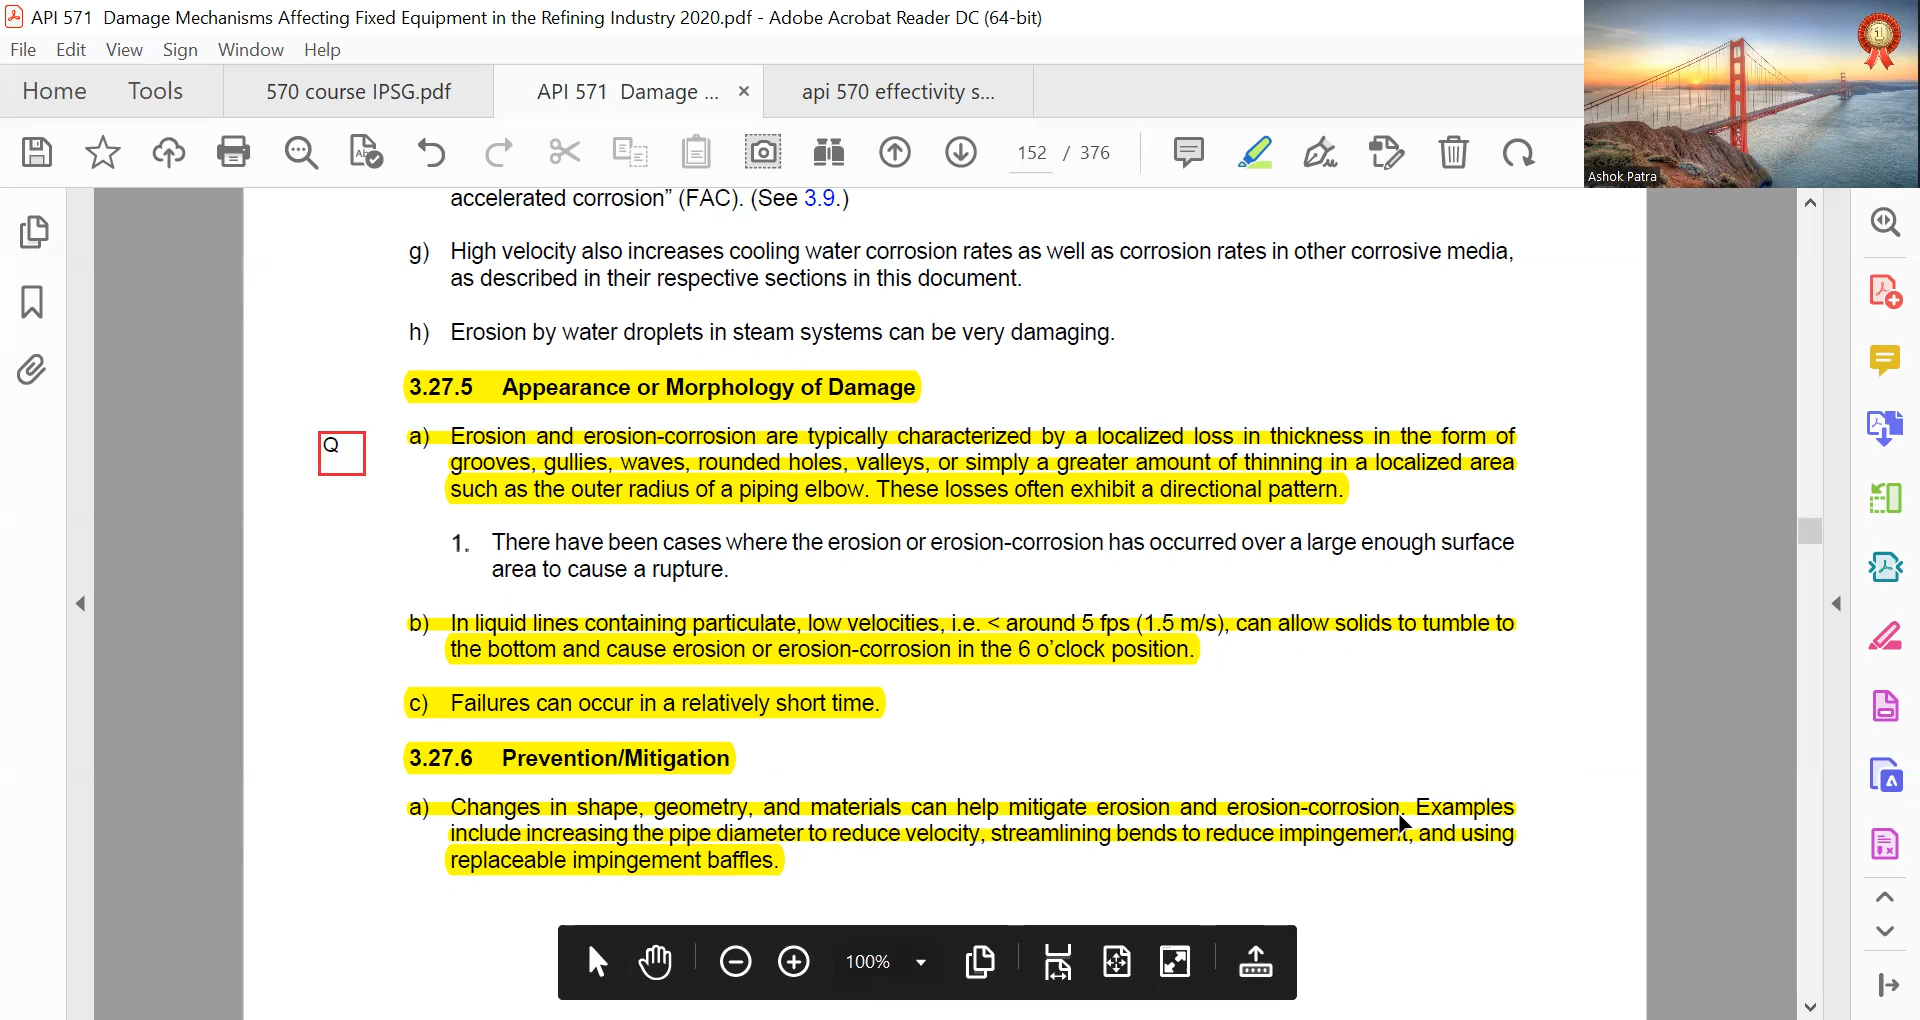 API 571 Damage Mechanisms Affecting Fixed Equipment in the Refining Industry 2020.pdf - Adobe Acrobat Reader DC (64-bit)
File Edit View Sign Window Help
Home Tools 570 course IPSG.pdf API 571 Damage ... × api 570 effectivity s...
152 / 376
1
Ashok Patra
accelerated corrosion” (FAC). (See 3.9.)
g) High velocity also increases cooling water corrosion rates as well as corrosion rates in other corrosive media,
as described in their respective sections in this document.
h) Erosion by water droplets in steam systems can be very damaging.
3.27.5 Appearance or Morphology of Damage
Q
a) Erosion and erosion-corrosion are typically characterized by a localized loss in thickness in the form of
grooves, gullies, waves, rounded holes, valleys, or simply a greater amount of thinning in a localized area
such as the outer radius of a piping elbow. These losses often exhibit a directional pattern.
1. There have been cases where the erosion or erosion-corrosion has occurred over a large enough surface
area to cause a rupture.
b) In liquid lines containing particulate, low velocities, i.e. < around 5 fps (1.5 m/s), can allow solids to tumble to
the bottom and cause erosion or erosion-corrosion in the 6 o’clock position.
c) Failures can occur in a relatively short time.
3.27.6 Prevention/Mitigation
a) Changes in shape, geometry, and materials can help mitigate erosion and erosion-corrosion. Examples
include increasing the pipe diameter to reduce velocity, streamlining bends to reduce impingement, and using
replaceable impingement baffles.
100%